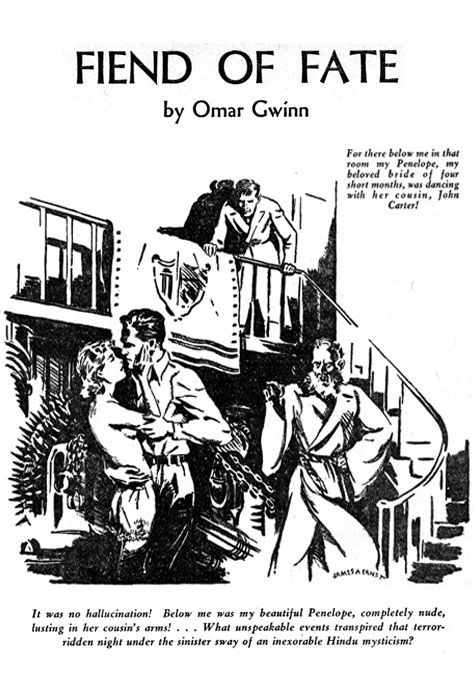 FIEND OF FATE
by Omar Gwinn
For there below me in that
room my Penelope, my
beloved bride of four
short months, was dancing
with her cousin, John
Carter!
JAMES A ERNST
It was no hallucination! Below me was my beautiful Penelope, completely nude,
lusting in her cousin's arms! . . . What unspeakable events transpired that terror-
ridden night under the sinister sway of an inexorable Hindu mysticism?